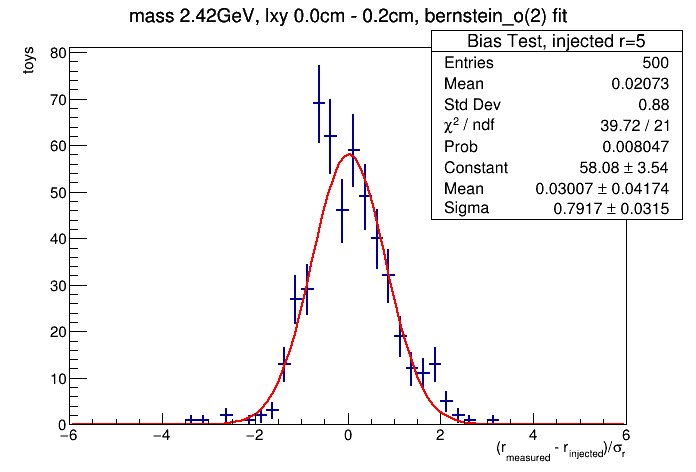 mass 2.42GeV, lxy 0.0cm - 0.2cm, bernstein_o(2) fit
Bias Test, injected r=5
Entries 500
Mean 0.02073
Std Dev 0.88
χ² / ndf 39.72 / 21
Prob 0.008047
Constant 58.08 ± 3.54
Mean 0.03007 ± 0.04174
Sigma 0.7917 ± 0.0315
toys
80
70
60
50
40
30
20
10
0
−6 −4 −2 0 2 4 6
(r_measured - r_injected)/σ_r